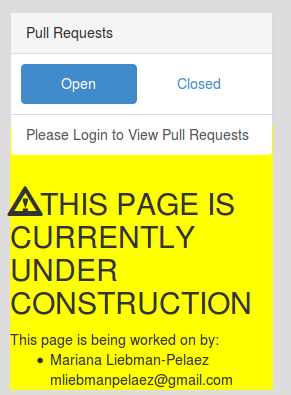 Pull Requests
Open
Closed
Please Login to View Pull Requests
THIS PAGE IS
CURRENTLY
UNDER
CONSTRUCTION
This page is being worked on by:
• Mariana Liebman-Pelaez
mliebmanpelaez@gmail.com